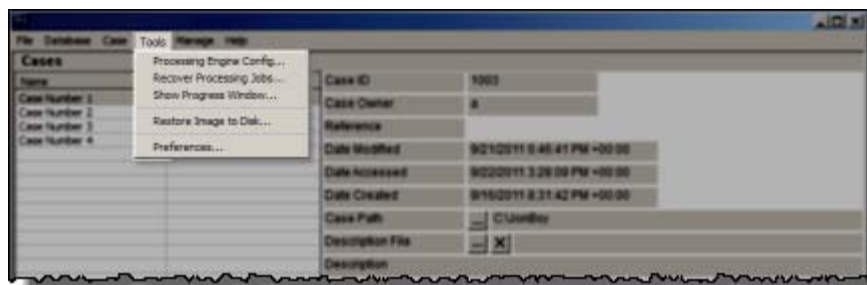 File Database Case Tools Manage Help
Cases
Processing Engine Config...
Recover Processing Jobs...
Show Progress Window...
Restore Image to Disk...
Preferences...
Name
Case Number 1
Case Number 2
Case Number 3
Case Number 4
Case ID 1003
Case Owner a
Reference
Date Modified 9/21/2011 6:46:41 PM +00:00
Date Accessed 9/22/2011 3:28:09 PM +00:00
Date Created 9/16/2011 8:31:42 PM +00:00
Case Path ... C:\JonBoy
Description File ... X
Description